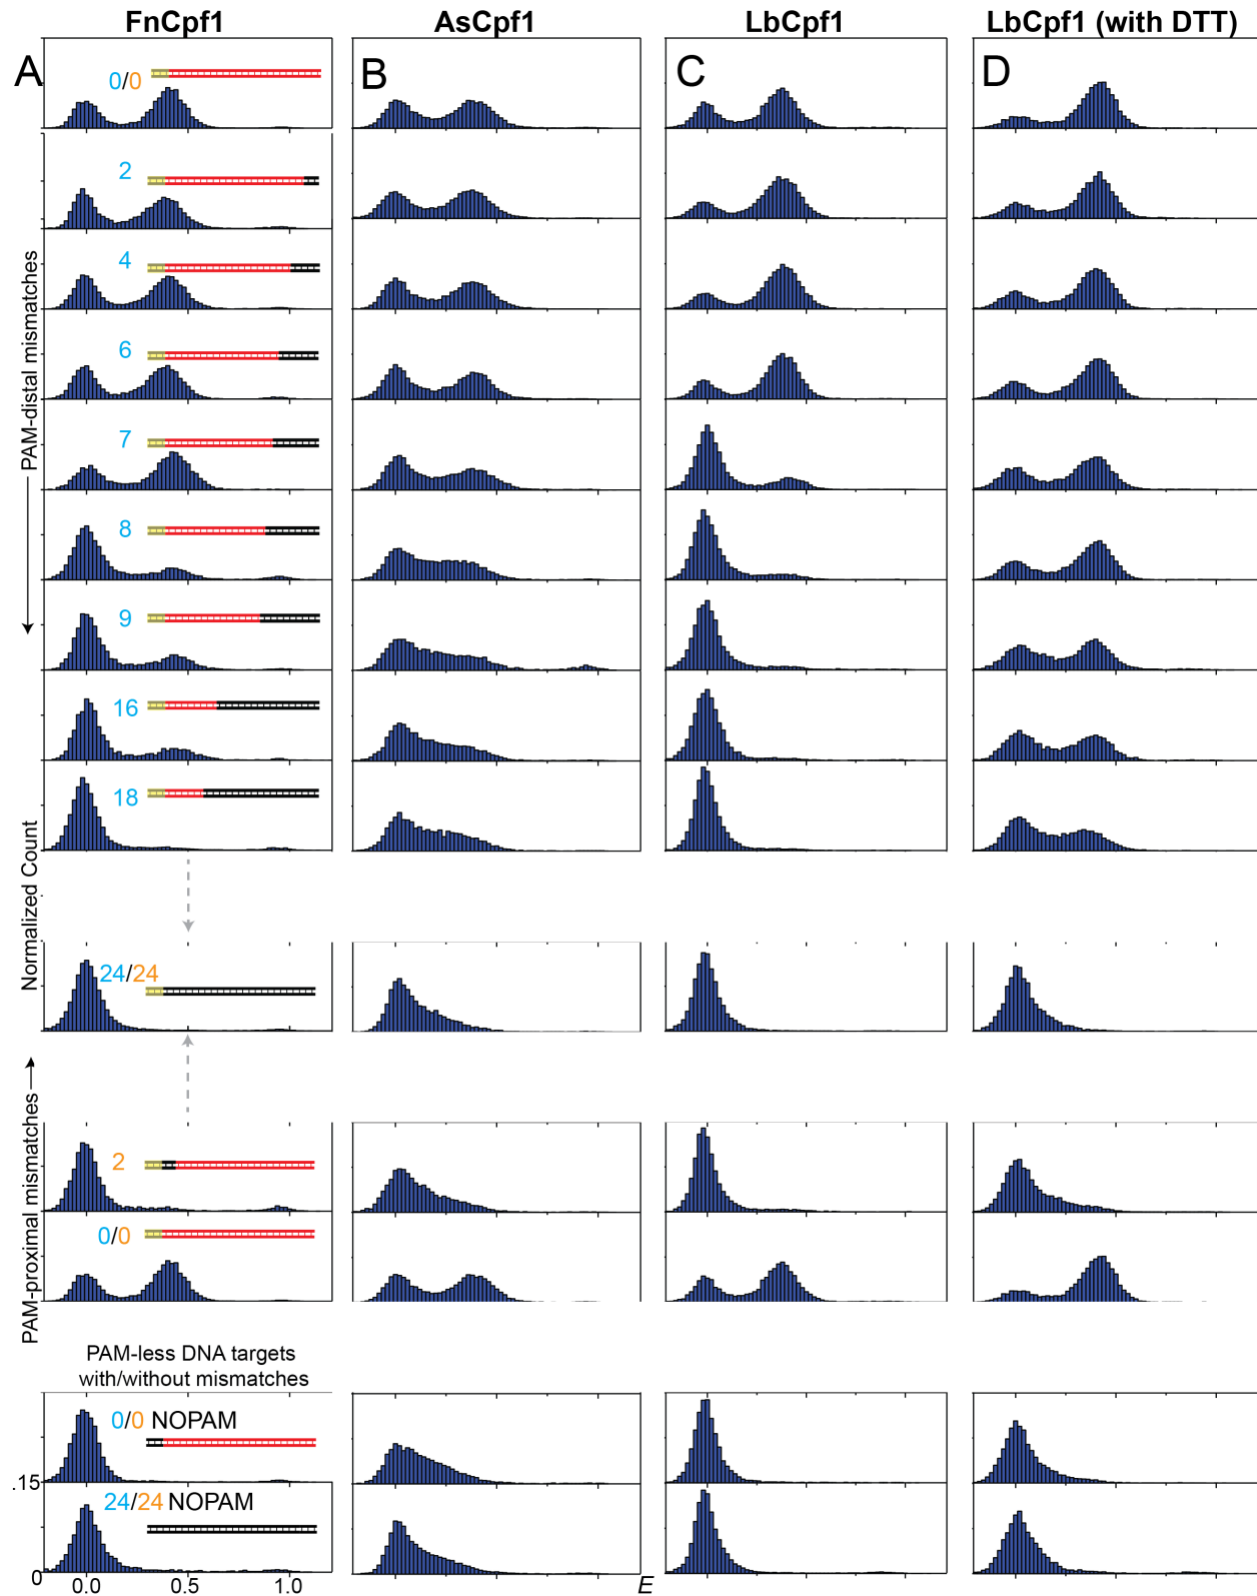 FnCpf1 AsCpf1 LbCpf1 LbCpf1 (with DTT)
A B C D
0/0
2
4
6
7
8
9
16
18
24/24
2
0/0
PAM-distal mismatches
Normalized Count
PAM-proximal mismatches
PAM-less DNA targets
with/without mismatches
0/0 NOPAM
.15
24/24 NOPAM
0
0.0 0.5 1.0 E